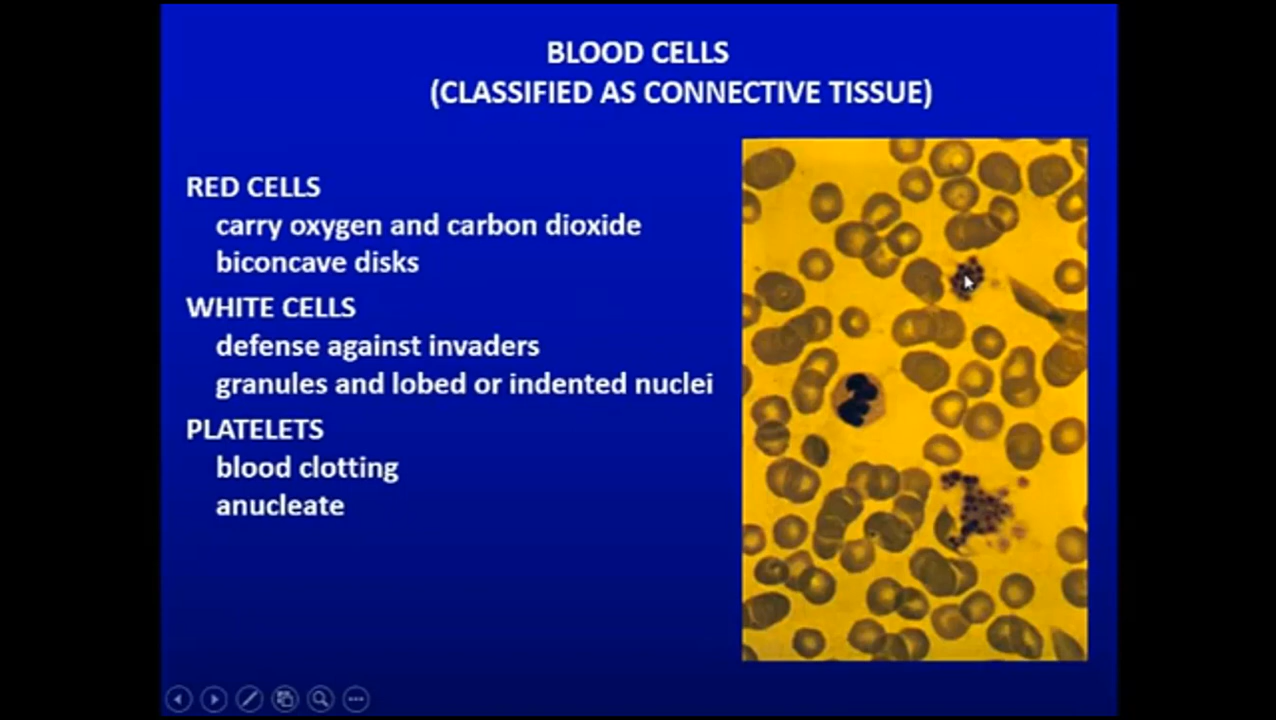 BLOOD CELLS
(CLASSIFIED AS CONNECTIVE TISSUE)
RED CELLS
carry oxygen and carbon dioxide
biconcave disks
WHITE CELLS
defense against invaders
granules and lobed or indented nuclei
PLATELETS
blood clotting
anucleate